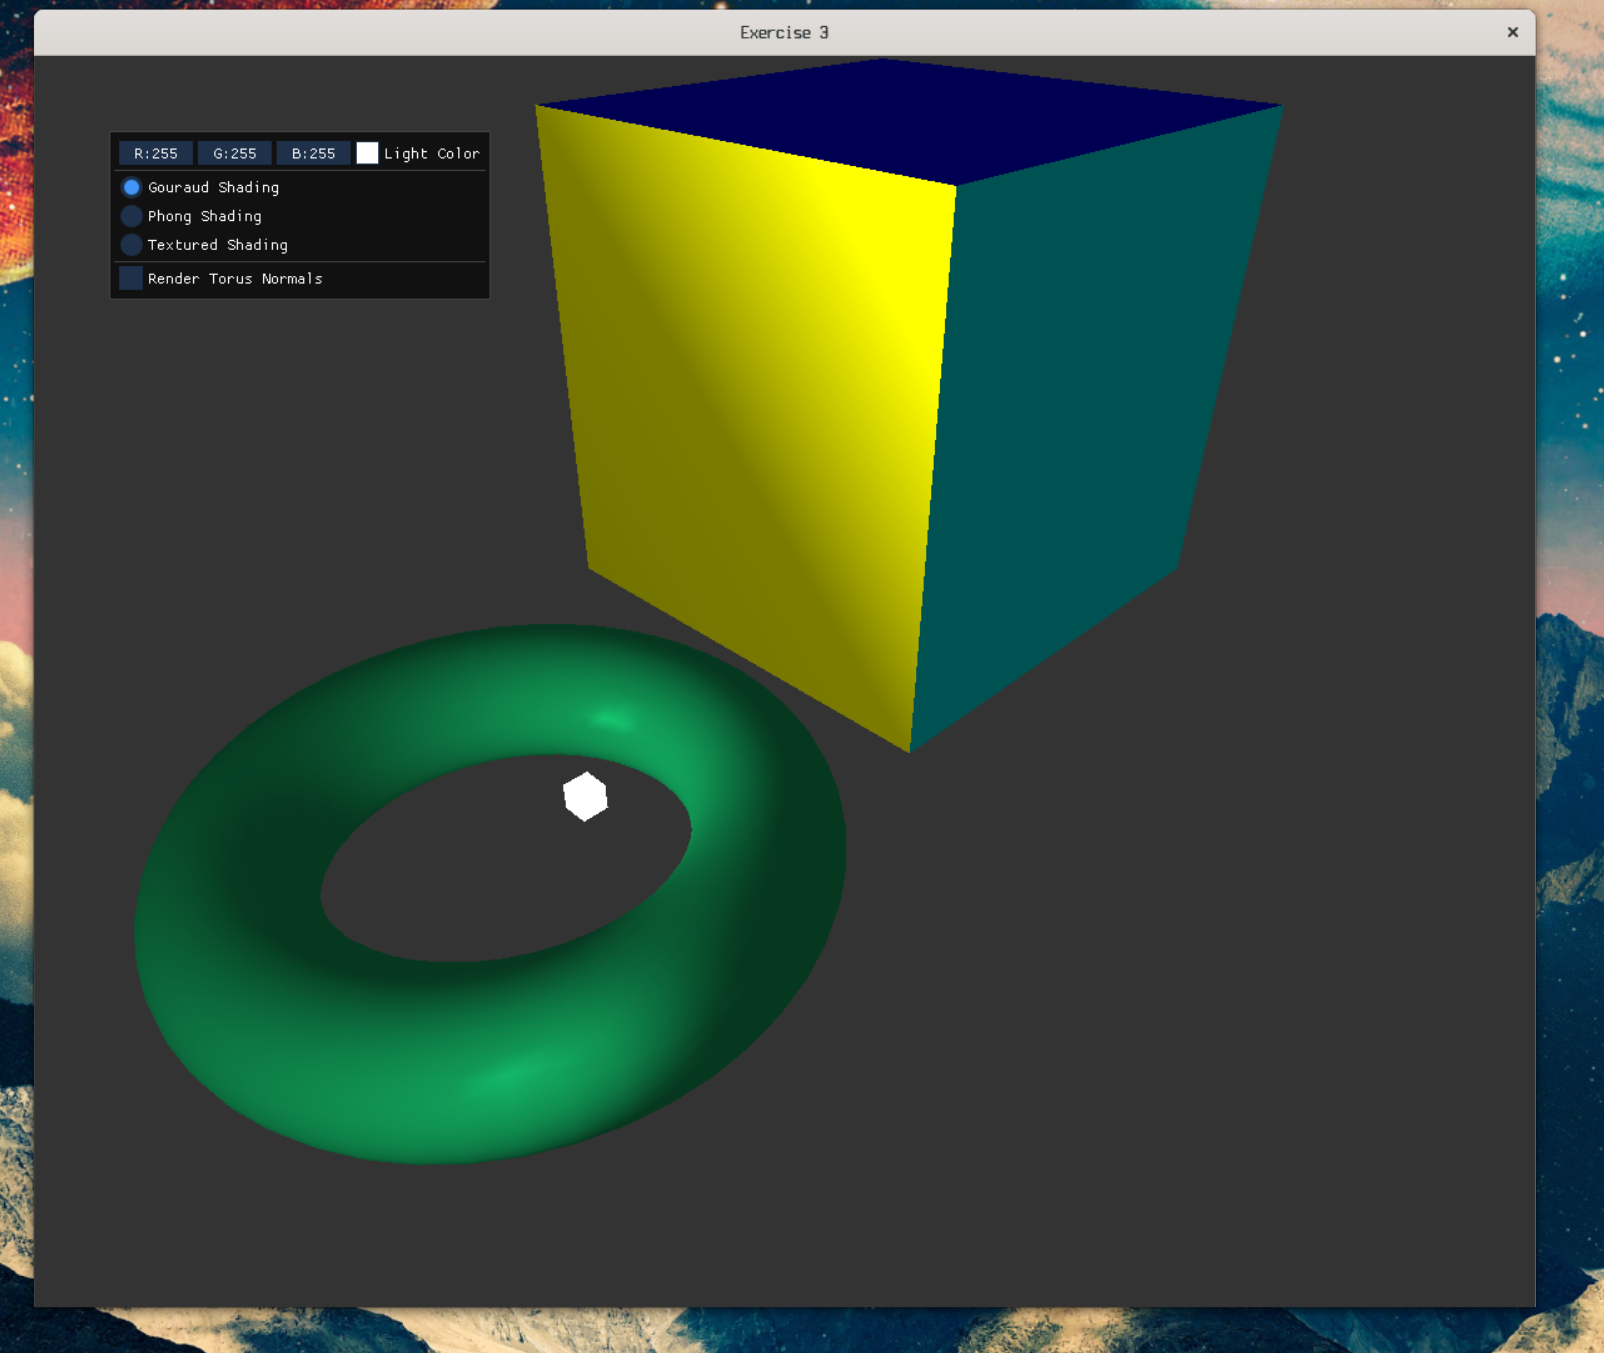 Exercise 3
R:255 G:255 B:255 Light Color
Gouraud Shading
Phong Shading
Textured Shading
Render Torus Normals